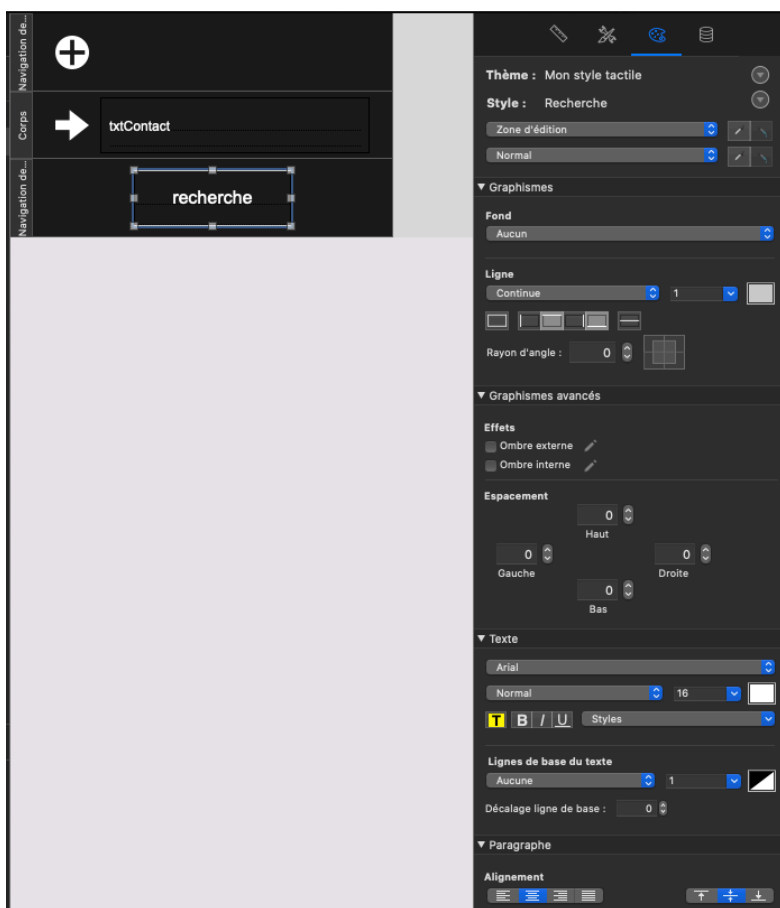 Navigation de...
Corps
txtContact
Navigation de...
recherche
Thème : Mon style tactile
Style : Recherche
Zone d'édition
Normal
Graphismes
Fond
Aucun
Ligne
Continue 1
Rayon d'angle : 0
Graphismes avancés
Effets
Ombre externe
Ombre interne
Espacement
0
Haut
0 0
Gauche Droite
0
Bas
Texte
Arial
Normal 16
T B I U Styles
Lignes de base du texte
Aucune 1
Décalage ligne de base : 0
Paragraphe
Alignement